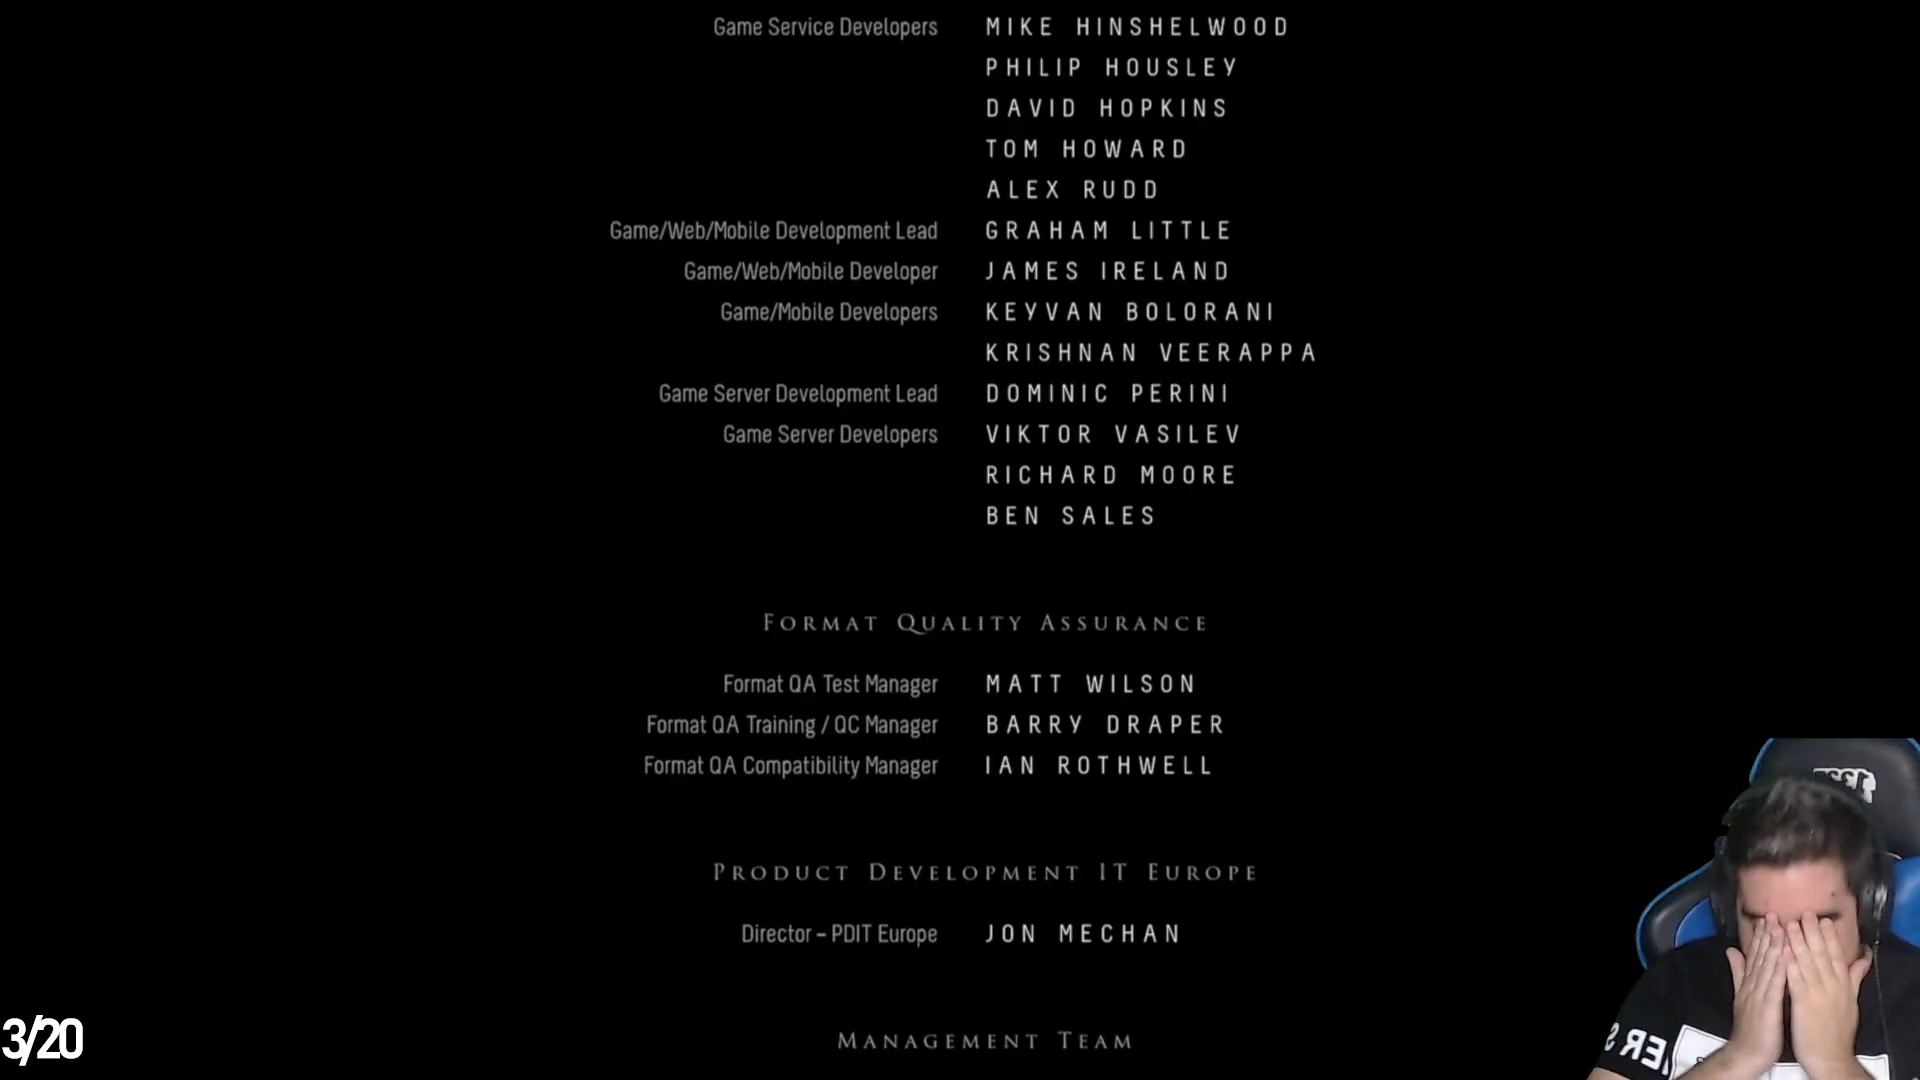 Game Service Developers MIKE HINSHELWOOD
PHILIP HOUSLEY
DAVID HOPKINS
TOM HOWARD
ALEX RUDD
Game/Web/Mobile Development Lead GRAHAM LITTLE
Game/Web/Mobile Developer JAMES IRELAND
Game/Mobile Developers KEYVAN BOLORANI
KRISHNAN VEERAPPA
Game Server Development Lead DOMINIC PERINI
Game Server Developers VIKTOR VASILEV
RICHARD MOORE
BEN SALES
FORMAT QUALITY ASSURANCE
Format QA Test Manager MATT WILSON
Format QA Training / QC Manager BARRY DRAPER
Format QA Compatibility Manager IAN ROTHWELL
PRODUCT DEVELOPMENT IT EUROPE
Director – PDIT Europe JON MECHAN
3/20
MANAGEMENT TEAM